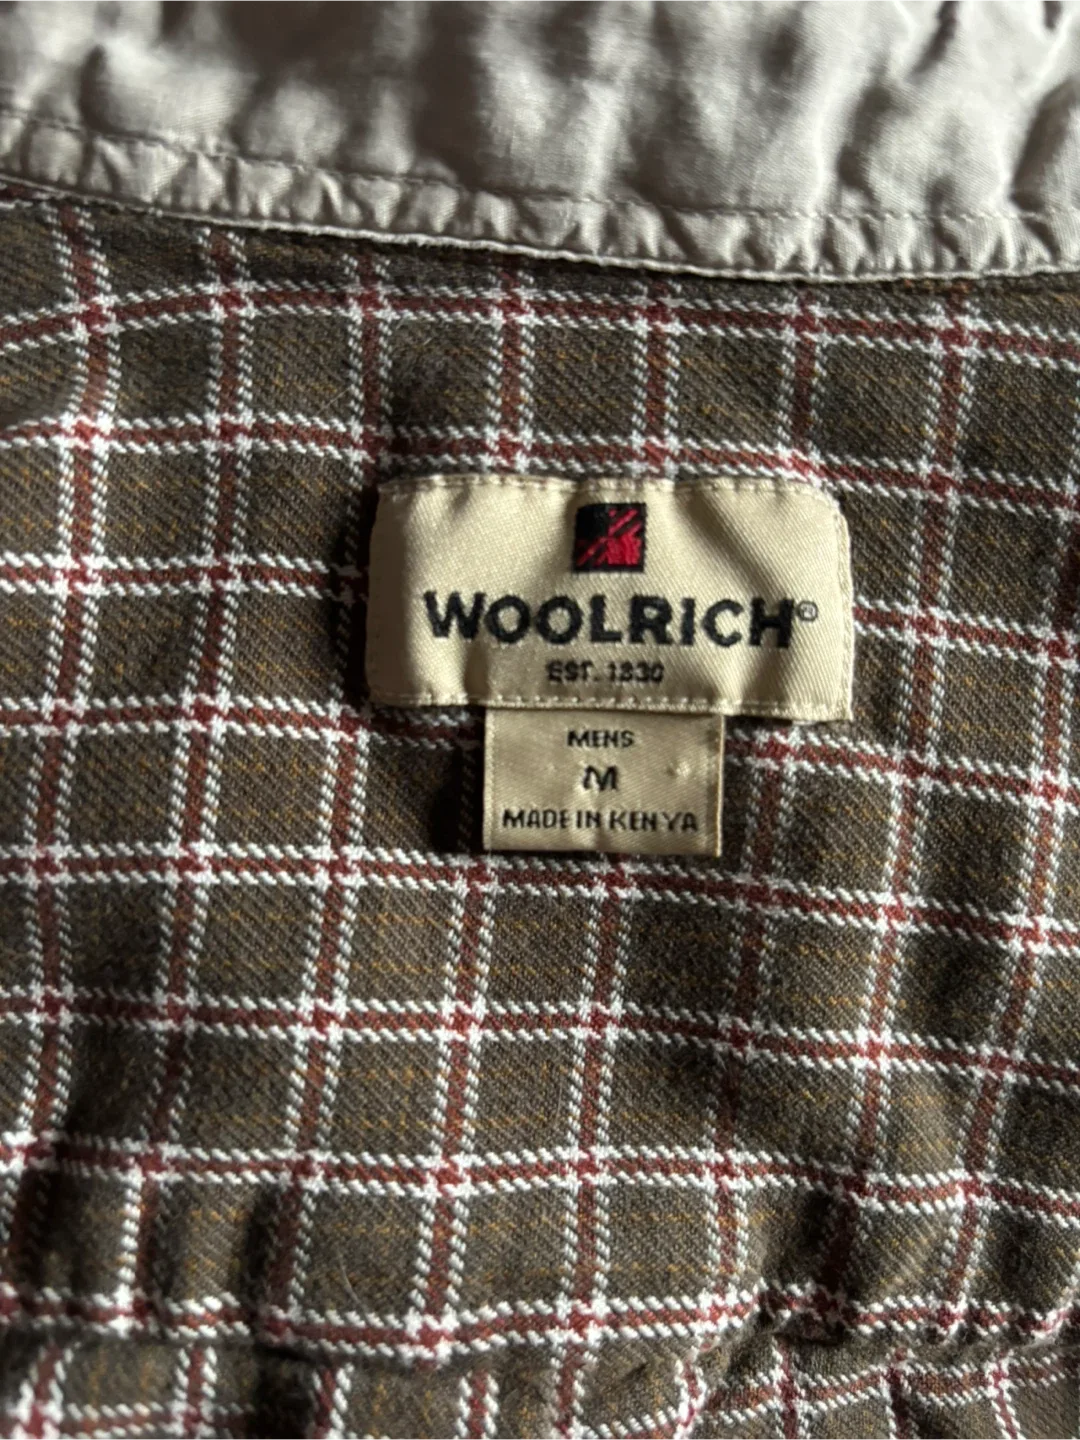 WOOLRICH®
EST. 1830
MENS
M
MADE IN KENYA